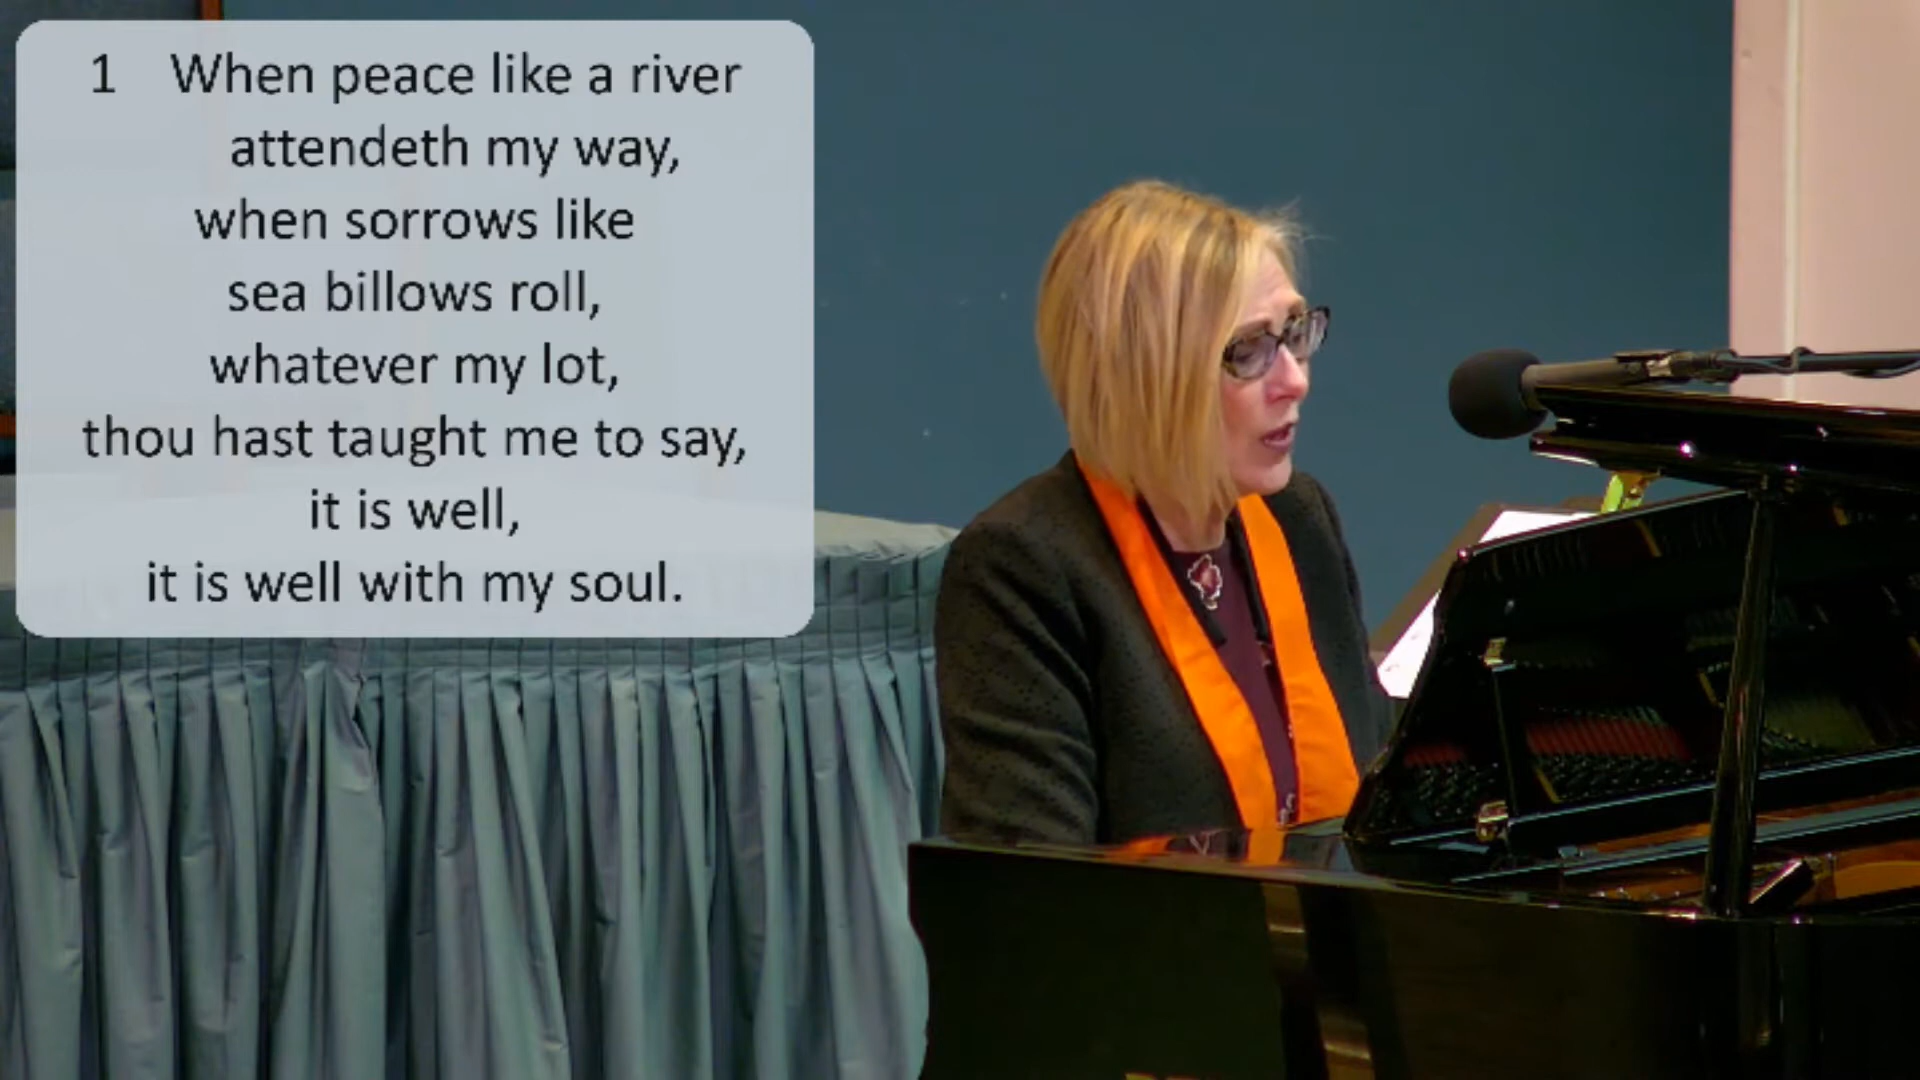 1 When peace like a river
attendeth my way,
when sorrows like
sea billows roll,
whatever my lot,
thou hast taught me to say,
it is well,
it is well with my soul.